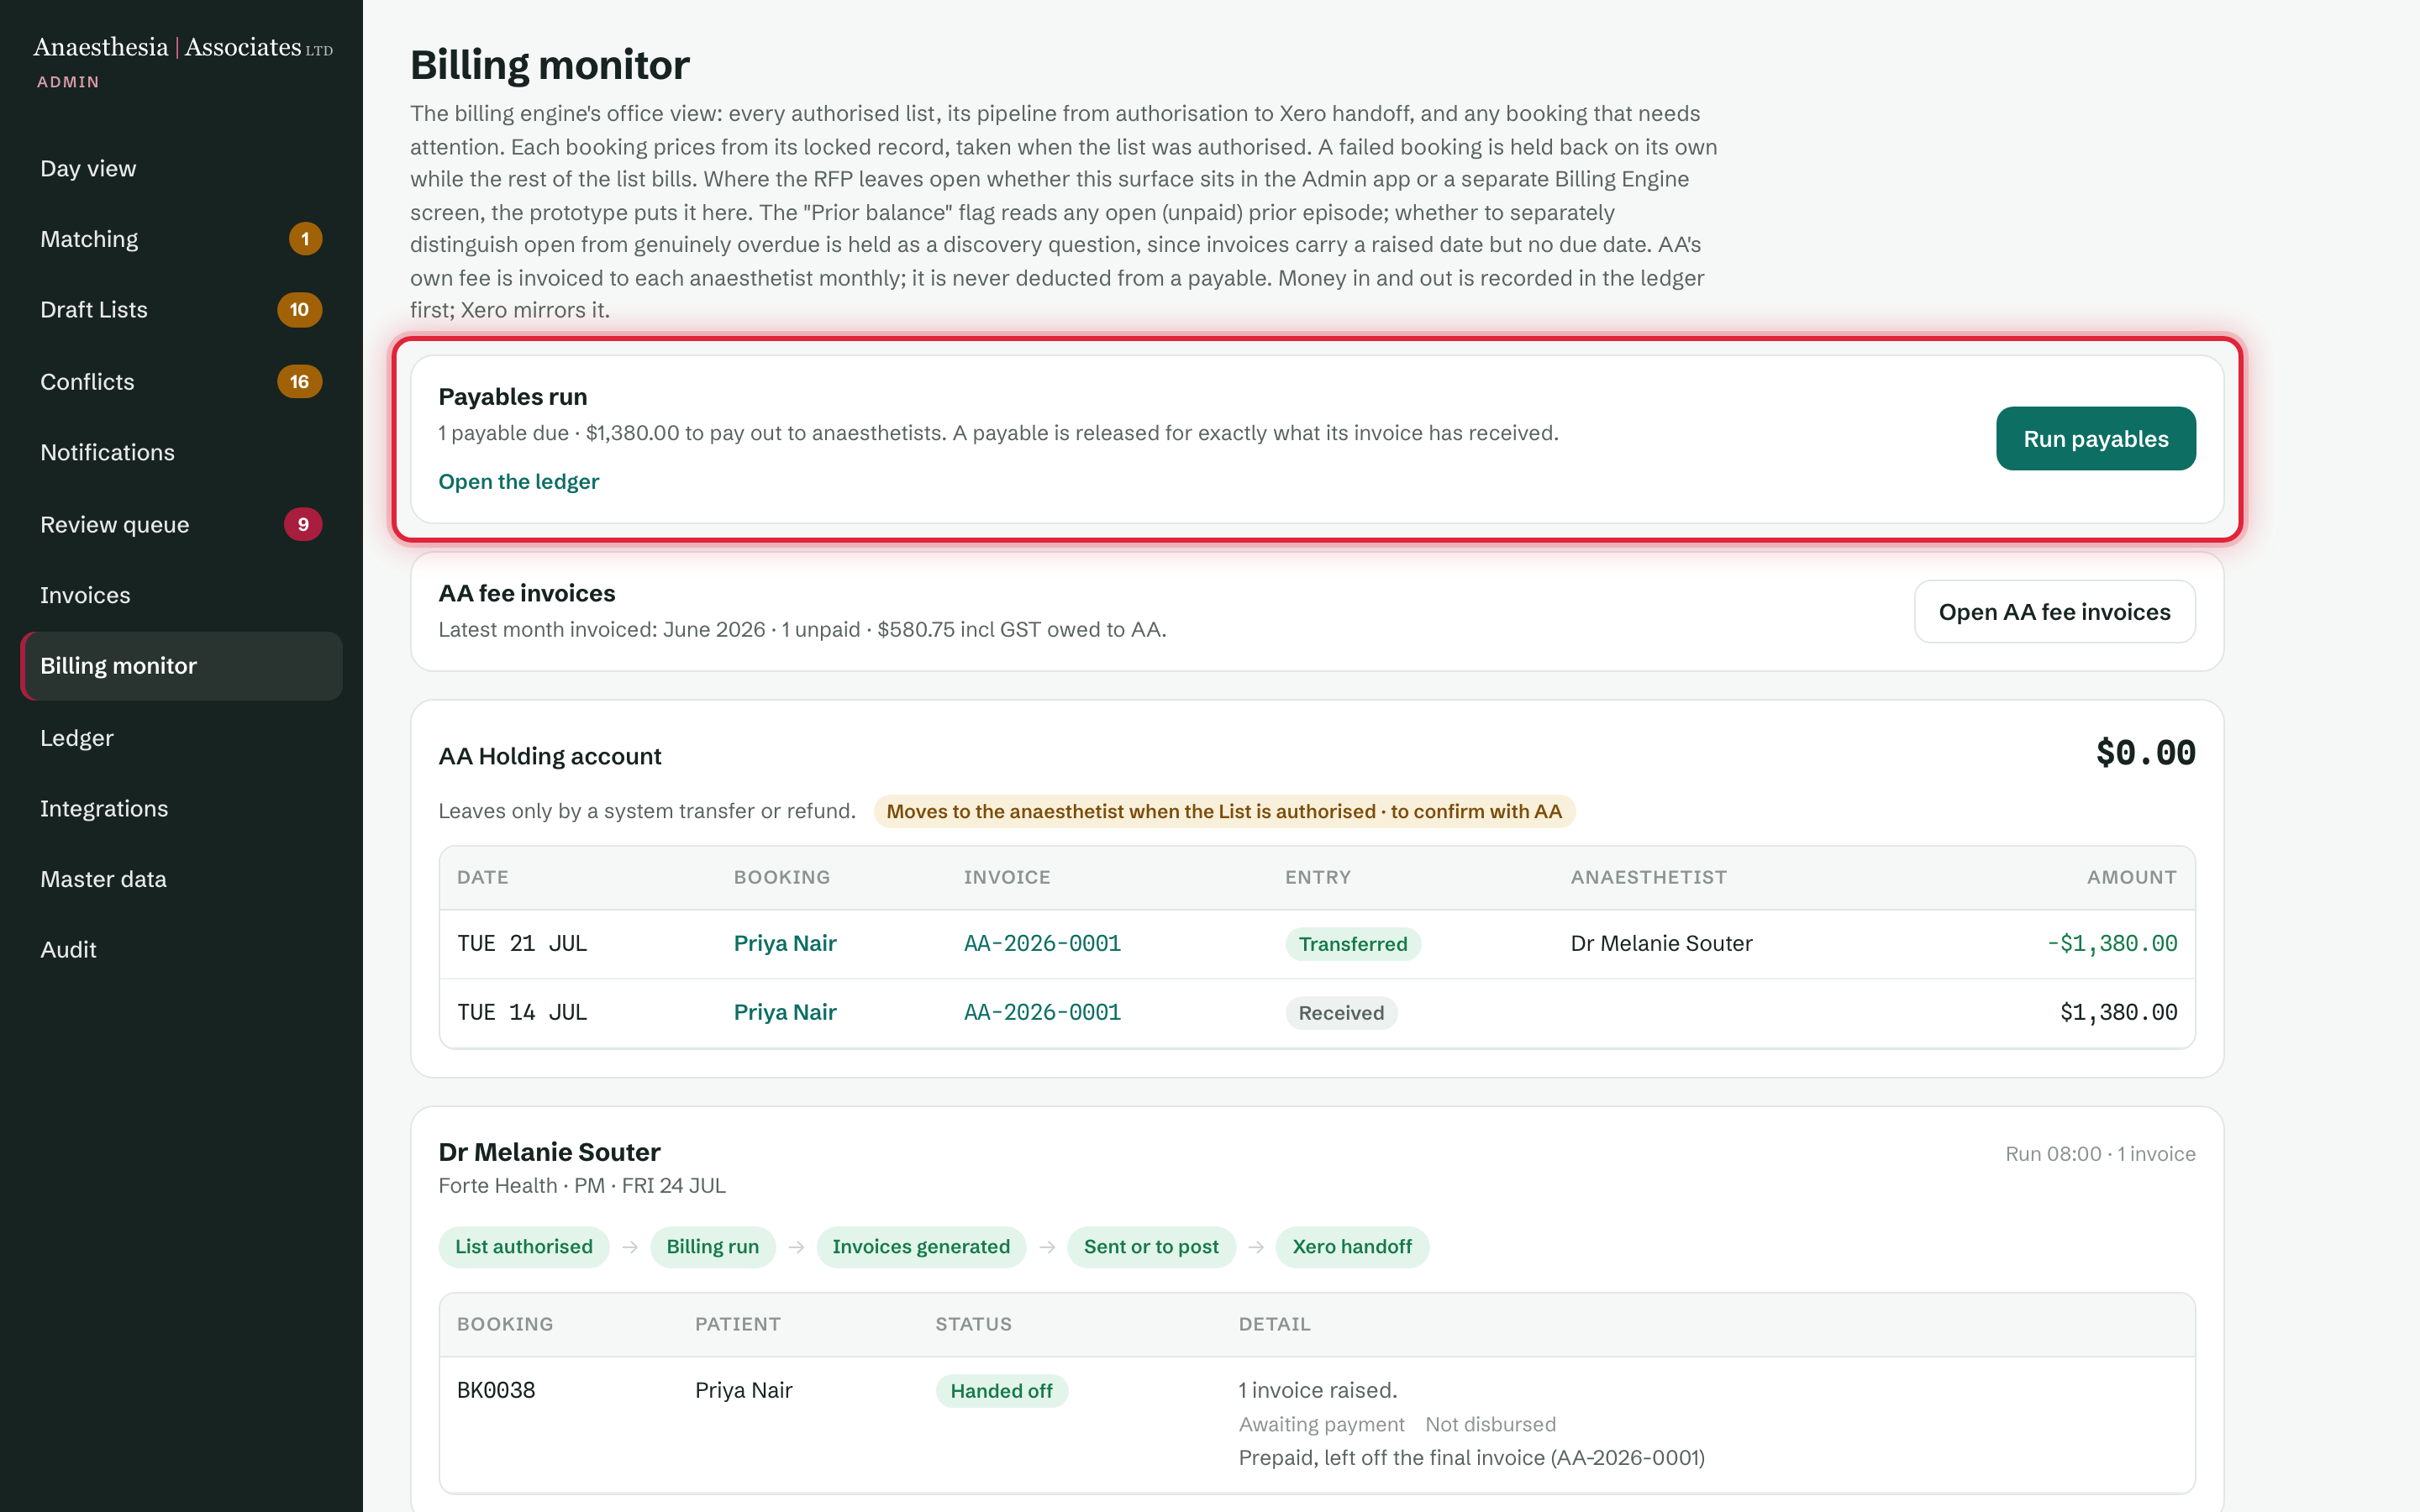 Anaesthesia | Associates LTD
ADMIN
Day view
Matching 1
Draft Lists 10
Conflicts 16
Notifications
Review queue 9
Invoices
Billing monitor
Ledger
Integrations
Master data
Audit
Billing monitor
The billing engine's office view: every authorised list, its pipeline from authorisation to Xero handoff, and any booking that needs
attention. Each booking prices from its locked record, taken when the list was authorised. A failed booking is held back on its own
while the rest of the list bills. Where the RFP leaves open whether this surface sits in the Admin app or a separate Billing Engine
screen, the prototype puts it here. The "Prior balance" flag reads any open (unpaid) prior episode; whether to separately
distinguish open from genuinely overdue is held as a discovery question, since invoices carry a raised date but no due date. AA's
own fee is invoiced to each anaesthetist monthly; it is never deducted from a payable. Money in and out is recorded in the ledger
first; Xero mirrors it.
Payables run
1 payable due · $1,380.00 to pay out to anaesthetists. A payable is released for exactly what its invoice has received.
Open the ledger
Run payables
AA fee invoices
Latest month invoiced: June 2026 · 1 unpaid · $580.75 incl GST owed to AA.
Open AA fee invoices
AA Holding account $0.00
Leaves only by a system transfer or refund. Moves to the anaesthetist when the List is authorised · to confirm with AA
DATE BOOKING INVOICE ENTRY ANAESTHETIST AMOUNT
TUE 21 JUL Priya Nair AA-2026-0001 Transferred Dr Melanie Souter -$1,380.00
TUE 14 JUL Priya Nair AA-2026-0001 Received $1,380.00
Dr Melanie Souter Run 08:00 · 1 invoice
Forte Health · PM · FRI 24 JUL
List authorised → Billing run → Invoices generated → Sent or to post → Xero handoff
BOOKING PATIENT STATUS DETAIL
BK0038 Priya Nair Handed off 1 invoice raised.
Awaiting payment Not disbursed
Prepaid, left off the final invoice (AA-2026-0001)